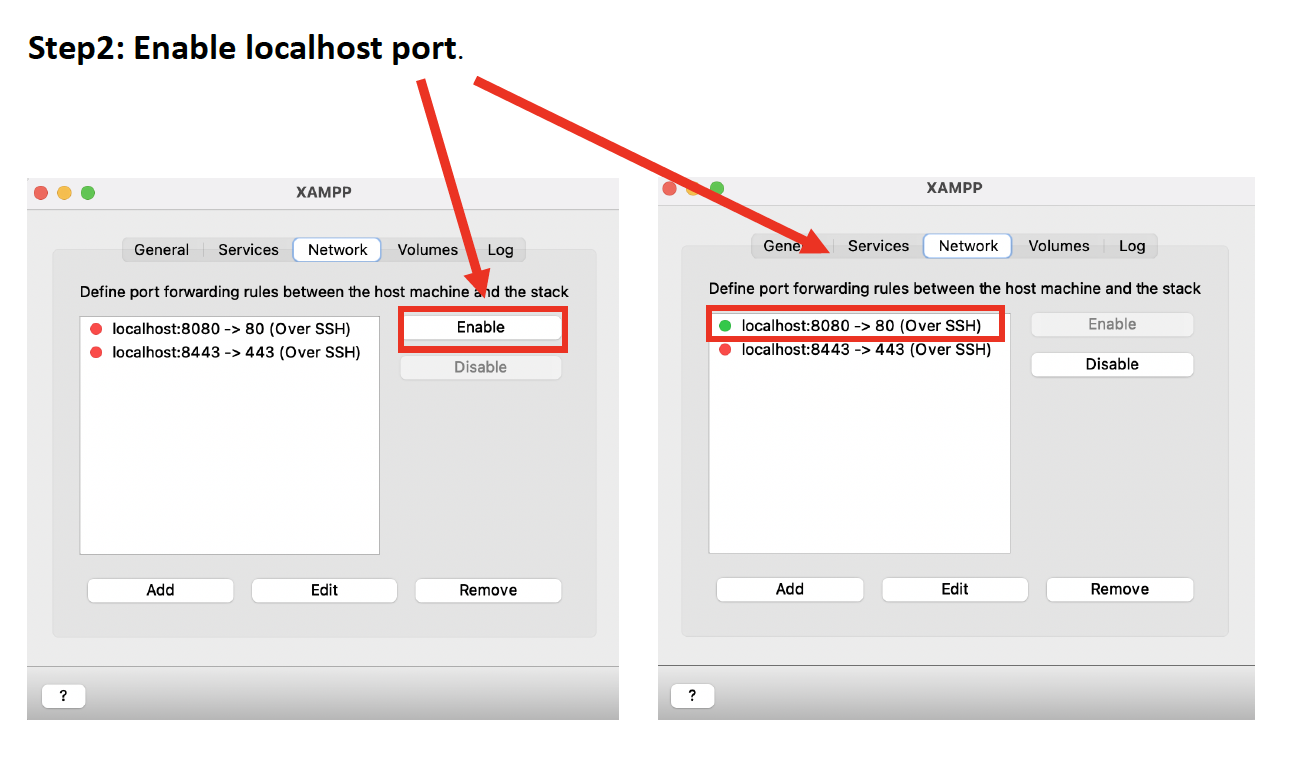 Step2: Enable localhost port.
XAMPP
General Services Network Volumes Log
Define port forwarding rules between the host machine and the stack
localhost:8080 -> 80 (Over SSH)
localhost:8443 -> 443 (Over SSH)
Enable
Disable
Add Edit Remove
?
XAMPP
Gene Services Network Volumes Log
Define port forwarding rules between the host machine and the stack
localhost:8080 -> 80 (Over SSH)
localhost:8443 -> 443 (Over SSH)
Enable
Disable
Add Edit Remove
?